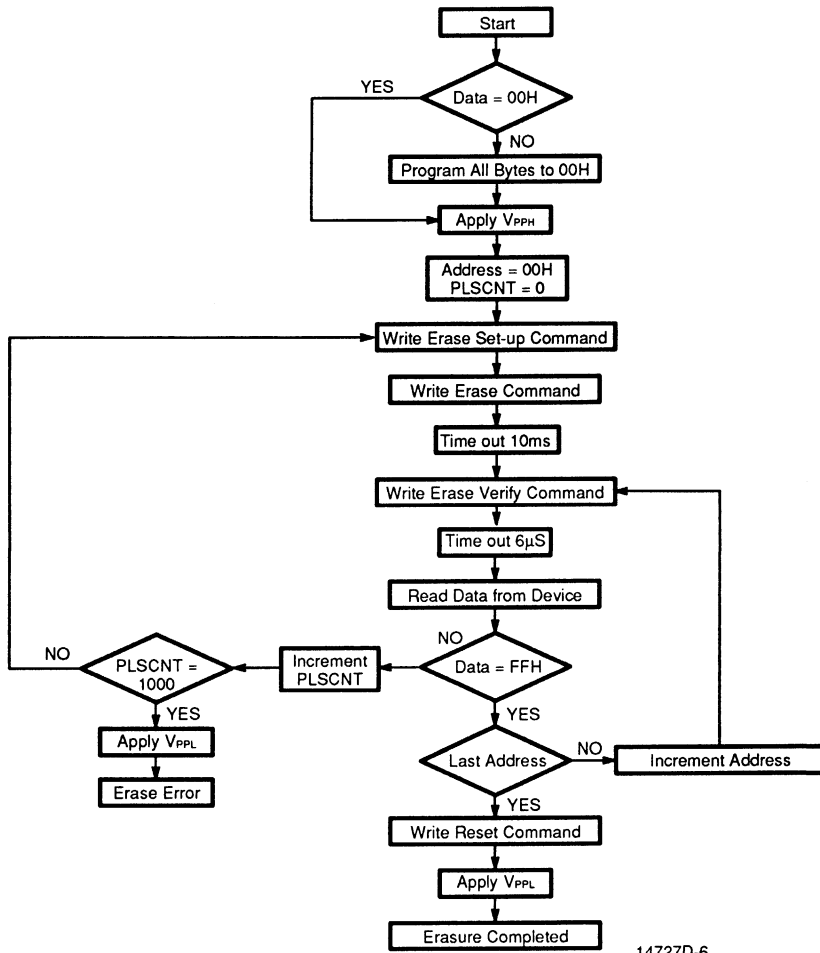 Start
YES
Data = 00H
NO
Program All Bytes to 00H
Apply VPPH
Address = 00H
PLSCNT = 0
Write Erase Set-up Command
Write Erase Command
Time out 10ms
Write Erase Verify Command
Time out 6µS
Read Data from Device
NO
Data = FFH
YES
Increment
PLSCNT
NO
PLSCNT =
1000
YES
Apply VPPL
Erase Error
Last Address
NO
Increment Address
YES
Write Reset Command
Apply VPPL
Erasure Completed
14727D-6